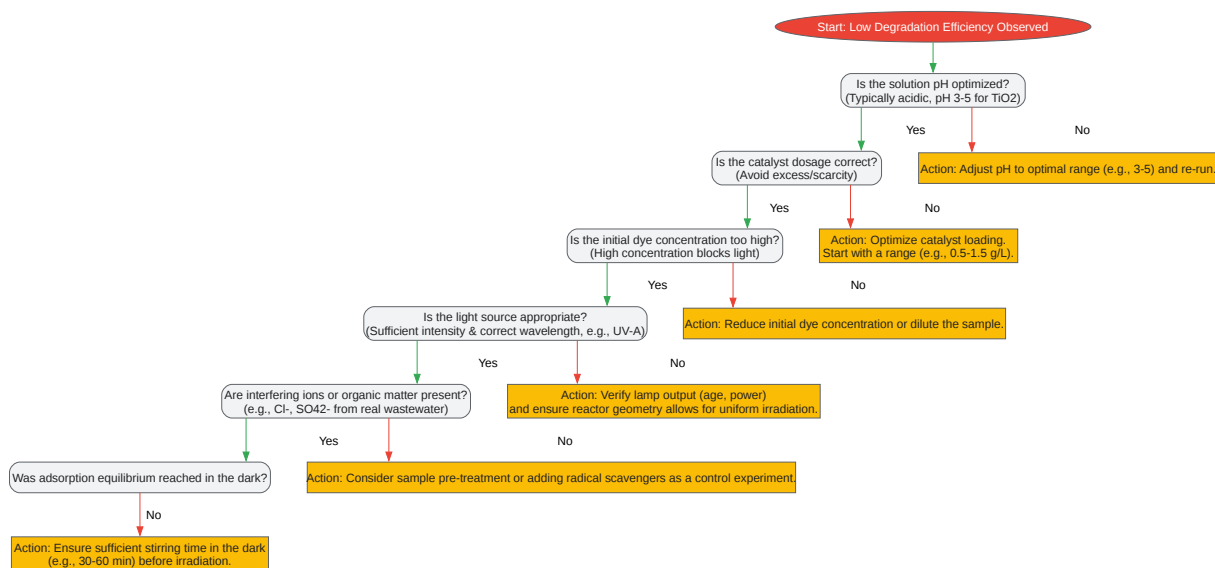 Start: Low Degradation Efficiency Observed
Is the solution pH optimized?
(Typically acidic, pH 3-5 for TiO2)
Yes
No
Is the catalyst dosage correct?
(Avoid excess/scarcity)
Action: Adjust pH to optimal range (e.g., 3-5) and re-run.
Yes
No
Is the initial dye concentration too high?
(High concentration blocks light)
Action: Optimize catalyst loading.
Start with a range (e.g., 0.5-1.5 g/L).
Yes
No
Is the light source appropriate?
(Sufficient intensity & correct wavelength, e.g., UV-A)
Action: Reduce initial dye concentration or dilute the sample.
Yes
No
Are interfering ions or organic matter present?
(e.g., Cl-, SO42- from real wastewater)
Action: Verify lamp output (age, power)
and ensure reactor geometry allows for uniform irradiation.
Yes
No
Was adsorption equilibrium reached in the dark?
Action: Consider sample pre-treatment or adding radical scavengers as a control experiment.
No
Action: Ensure sufficient stirring time in the dark
(e.g., 30-60 min) before irradiation.